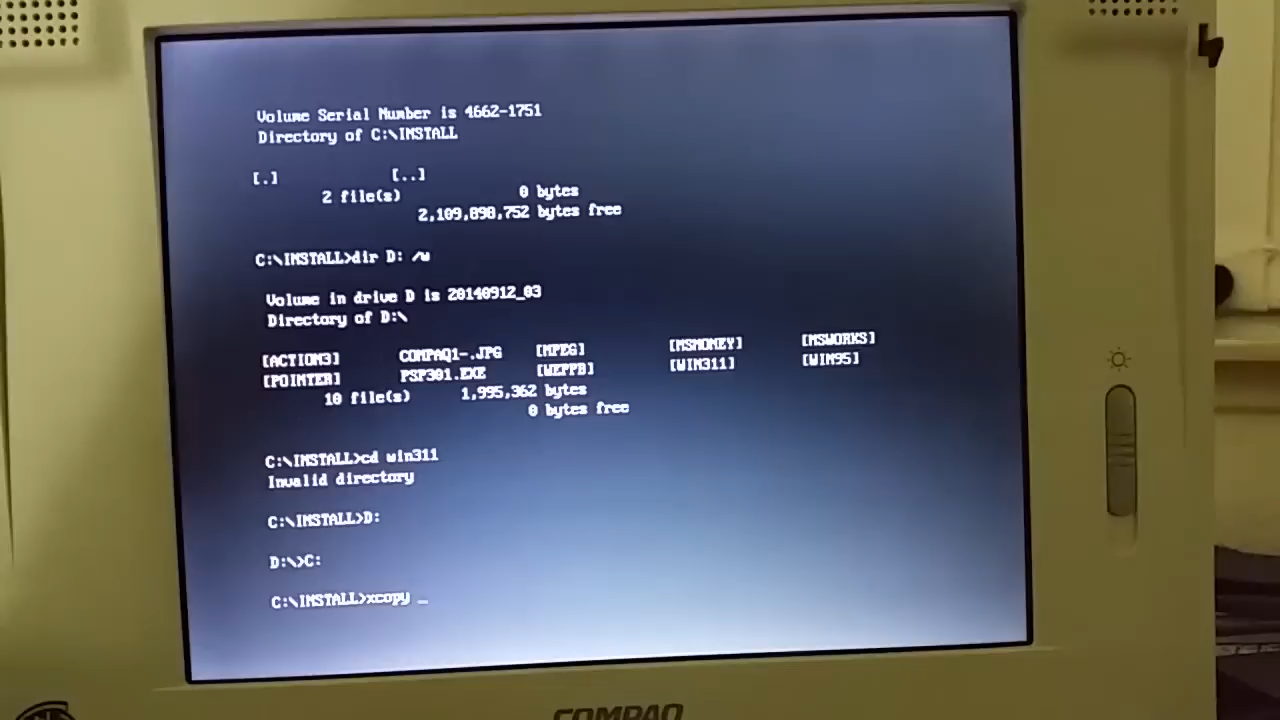 Volume Serial Number is 4662-1751
Directory of C:\INSTALL
[.] [..]
2 file(s) 0 bytes
2,109,890,752 bytes free
C:\INSTALL>dir D: /w
Volume in drive D is 20140912_03
Directory of D:\
[ACTION3] COMPAQ1-.JPG [MPEG] [MSMONEY] [MSWORKS]
[POINTER] PSP301.EXE [WEPFB] [WIN311] [WIN95]
10 file(s) 1,995,362 bytes
0 bytes free
C:\INSTALL>cd win311
Invalid directory
C:\INSTALL>D:
D:\>C:
C:\INSTALL>xcopy _
COMPAQ